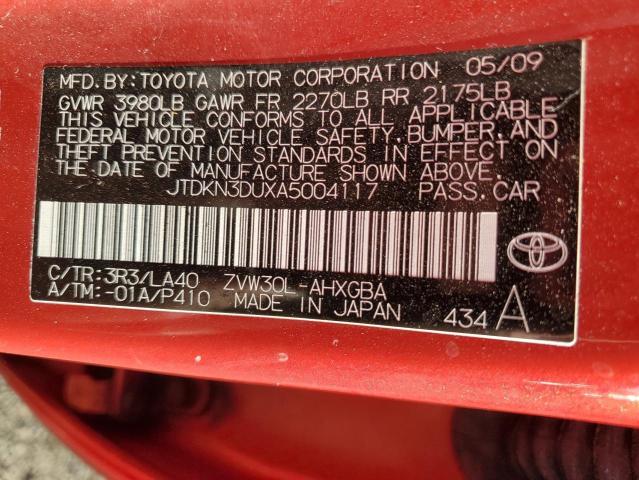 MFD. BY: TOYOTA MOTOR CORPORATION 05/09
GVWR 3980LB GAWR FR 2270LB RR 2175LB
THIS VEHICLE CONFORMS TO ALL APPLICABLE
FEDERAL MOTOR VEHICLE SAFETY, BUMPER, AND
THEFT PREVENTION STANDARDS IN EFFECT ON
THE DATE OF MANUFACTURE SHOWN ABOVE.
JTDKN3DUXA5004117 PASS. CAR
C/TR: 3R3/LA40 ZVW30L-AHXGBA
A/TM: -01A/P410 MADE IN JAPAN 434 A